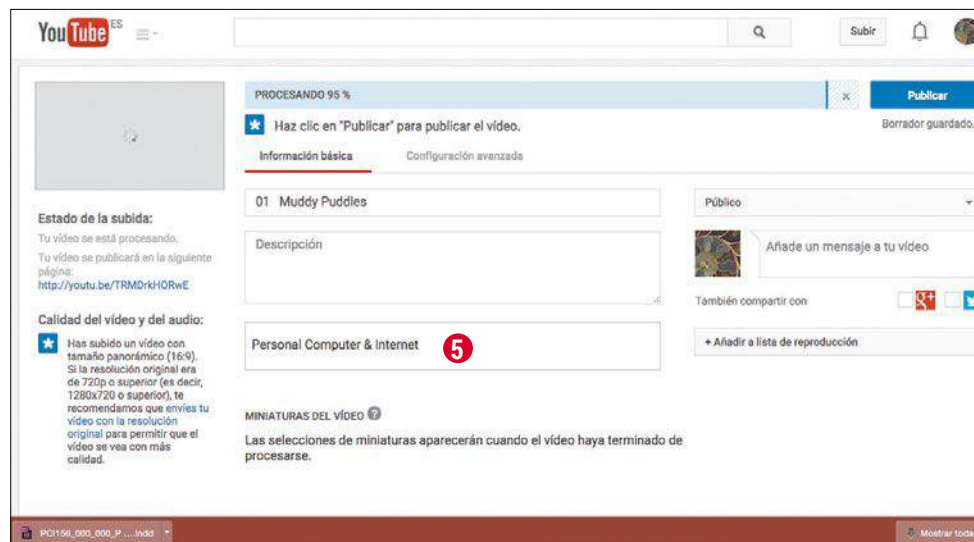 YouTube ES
Subir
PROCESANDO 95 %
x
Publicar
Haz clic en "Publicar" para publicar el vídeo.
Borrador guardado.
Información básica
Configuración avanzada
01 Muddy Puddles
Público
Estado de la subida:
Tu vídeo se está procesando.
Tu vídeo se publicará en la siguiente
página:
http://youtu.be/TRMDrkHORwE
Descripción
Añade un mensaje a tu vídeo
También compartir con
g+
Calidad del vídeo y del audio:
Has subido un vídeo con
tamaño panorámico (16:9).
Si la resolución original era
de 720p o superior (es decir,
1280x720 o superior), te
recomendamos que envíes tu
vídeo con la resolución
original para permitir que el
vídeo se vea con más
calidad.
Personal Computer & Internet
5
+ Añadir a lista de reproducción
MINIATURAS DEL VÍDEO ?
Las selecciones de miniaturas aparecerán cuando el vídeo haya terminado de
procesarse.
PCI156_000_000_P ....indd
Mostrar toda